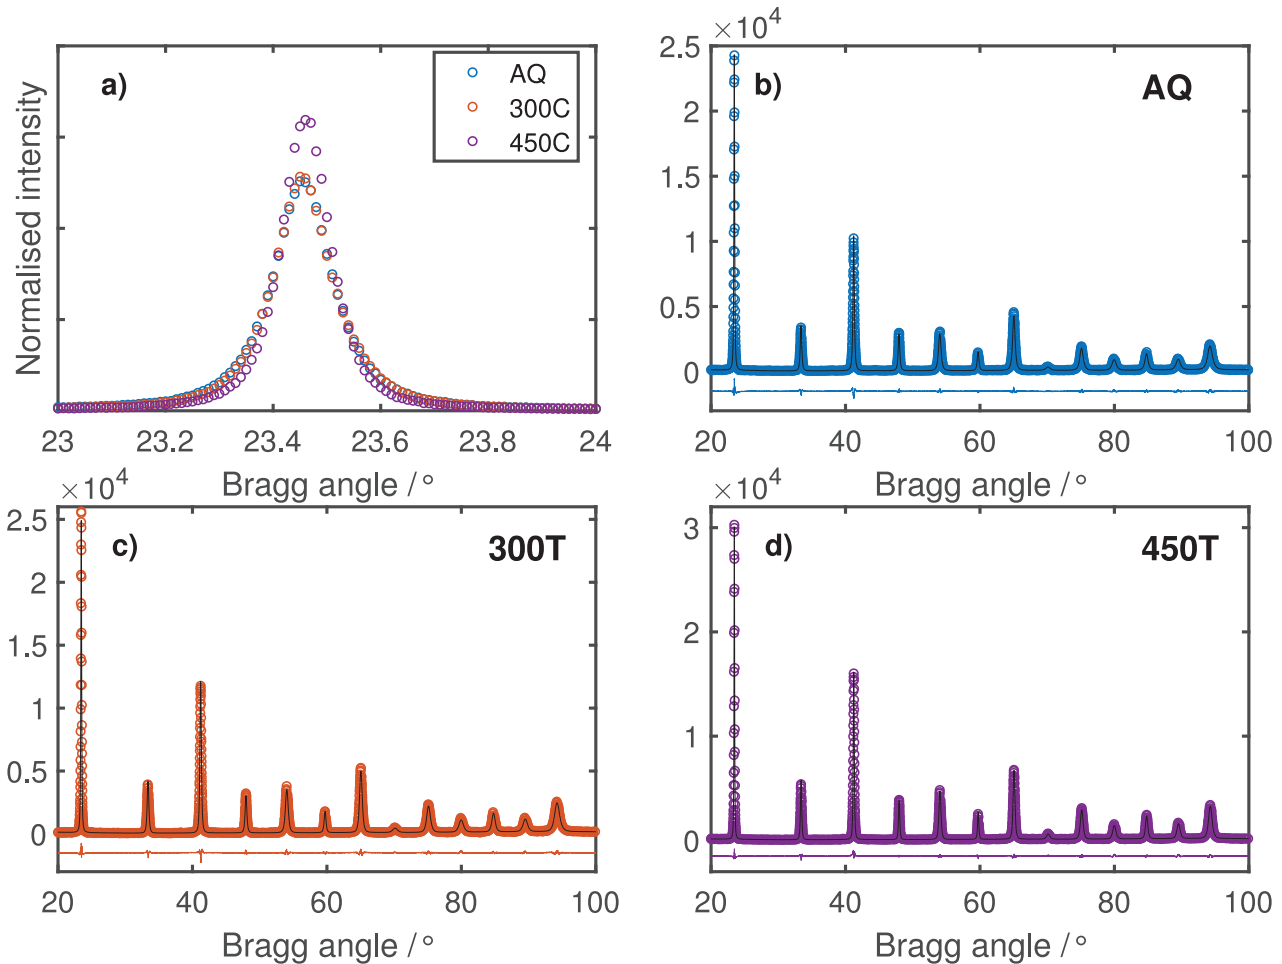 a)
AQ
300C
450C
Normalised intensity
23 23.2 23.4 23.6 23.8 24
Bragg angle / °
×10⁴
b)
AQ
2.5
2
1.5
1
0.5
0
20 40 60 80 100
Bragg angle / °
×10⁴
c)
300T
2.5
2
1.5
1
0.5
0
20 40 60 80 100
Bragg angle / °
×10⁴
d)
450T
3
2
1
0
20 40 60 80 100
Bragg angle / °